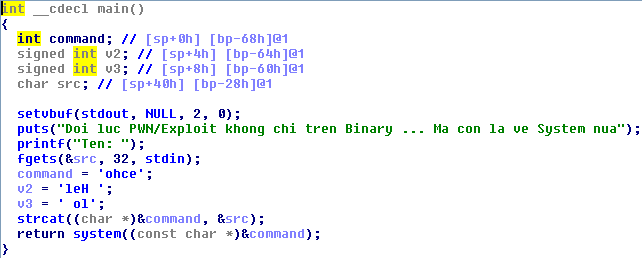 int __cdecl main()
{
  int command; // [sp+0h] [bp-68h]@1
  signed int v2; // [sp+4h] [bp-64h]@1
  signed int v3; // [sp+8h] [bp-60h]@1
  char src; // [sp+40h] [bp-28h]@1

  setvbuf(stdout, NULL, 2, 0);
  puts("Doi luc PWN/Exploit khong chi tren Binary ... Ma con la ve System nua");
  printf("Ten: ");
  fgets(&src, 32, stdin);
  command = 'ohce';
  v2 = 'leH ';
  v3 = ' ol';
  strcat((char *)&command, &src);
  return system((const char *)&command);
}